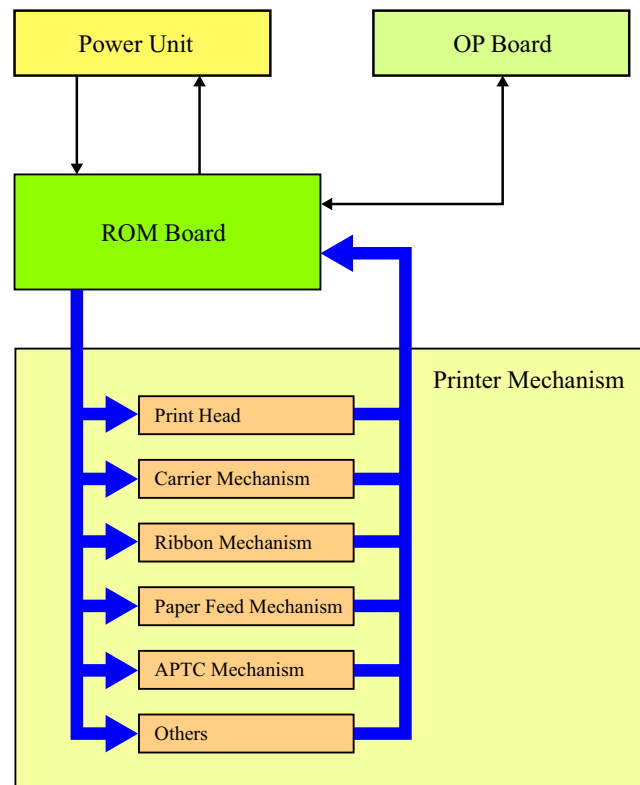 Power Unit
OP Board
ROM Board
Printer Mechanism
Print Head
Carrier Mechanism
Ribbon Mechanism
Paper Feed Mechanism
APTC Mechanism
Others